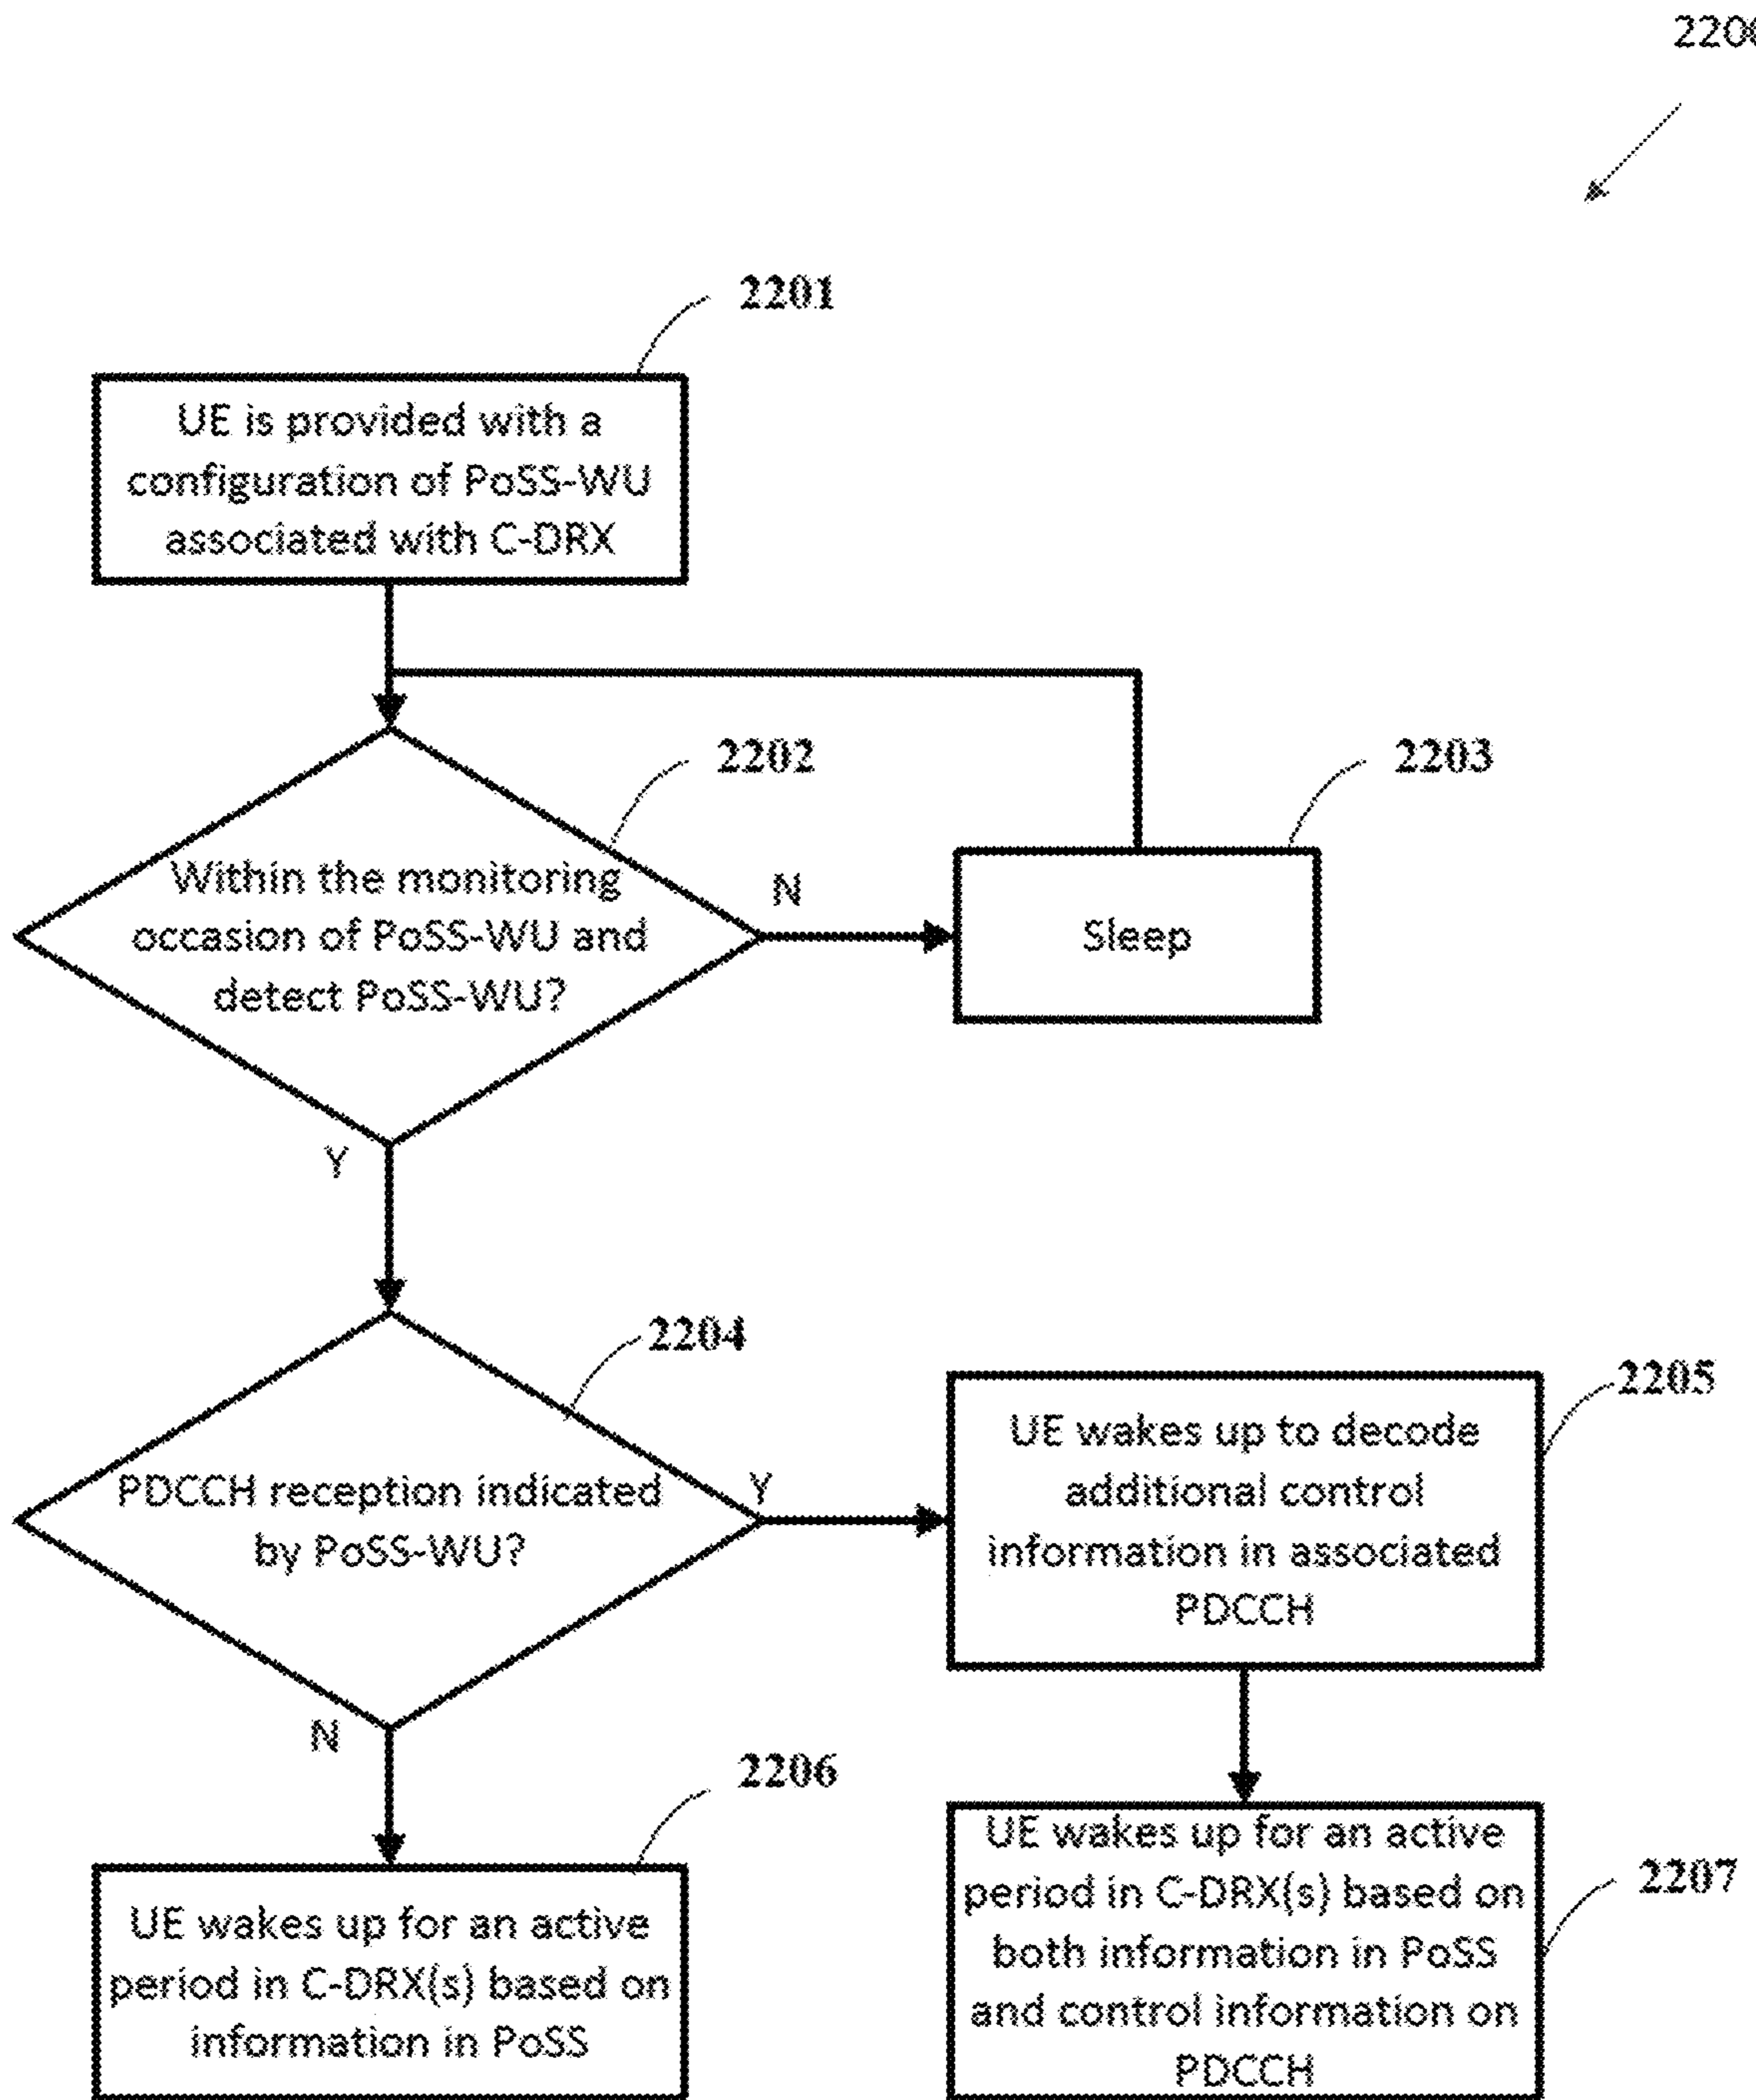 2200
2201
UE is provided with a
configuration of PoSS-WU
associated with C-DRX
2202
2203
Within the monitoring
occasion of PoSS-WU and
detect PoSS-WU?
N
Sleep
Y
2204
2205
PDCCH reception indicated
by PoSS-WU?
Y
UE wakes up to decode
additional control
information in associated
PDCCH
N
2206
2207
UE wakes up for an active
period in C-DRX(s) based on
information in PoSS
UE wakes up for an active
period in C-DRX(s) based on
both information in PoSS
and control information on
PDCCH